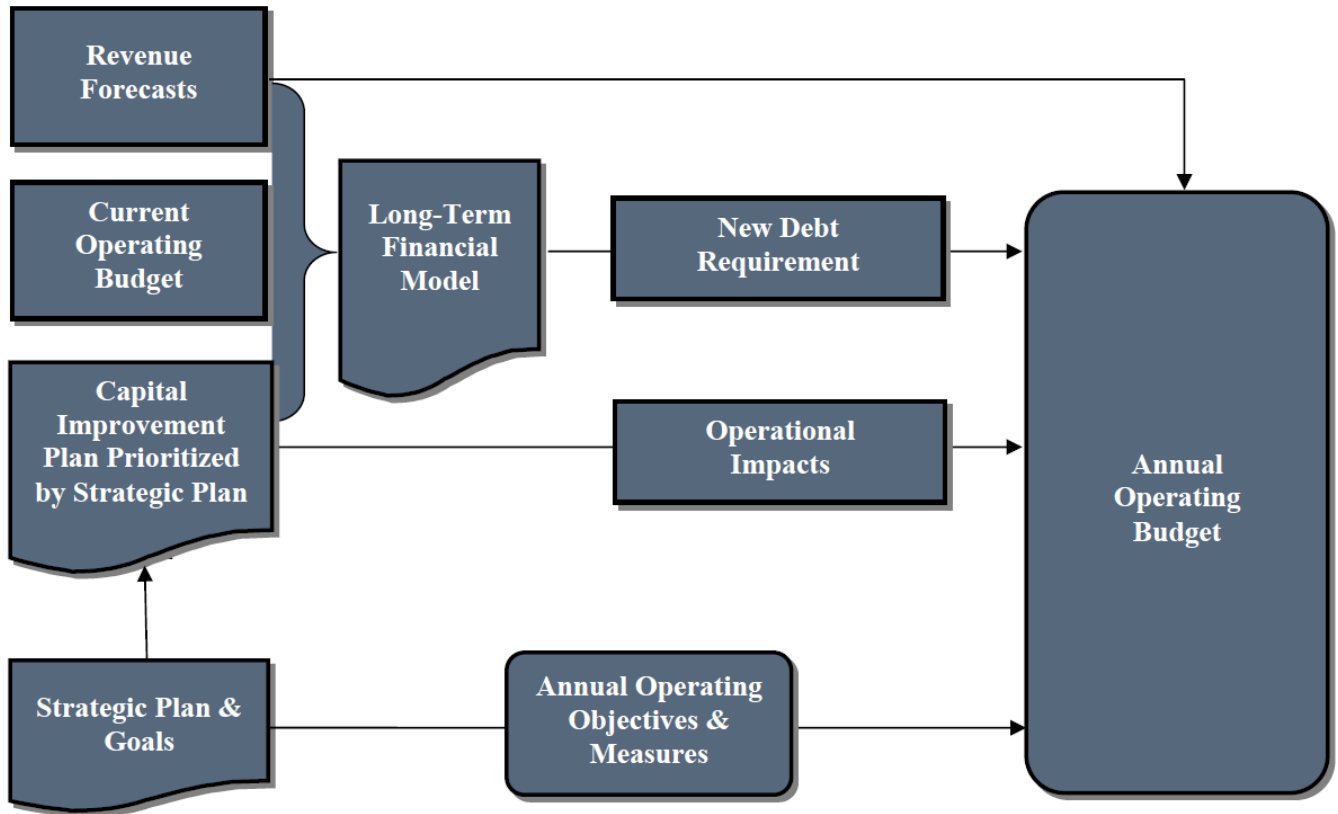 Revenue
Forecasts
Current
Operating
Budget
Long-Term
Financial
Model
New Debt
Requirement
Capital
Improvement
Plan Prioritized
by Strategic Plan
Operational
Impacts
Annual
Operating
Budget
Strategic Plan &
Goals
Annual Operating
Objectives &
Measures